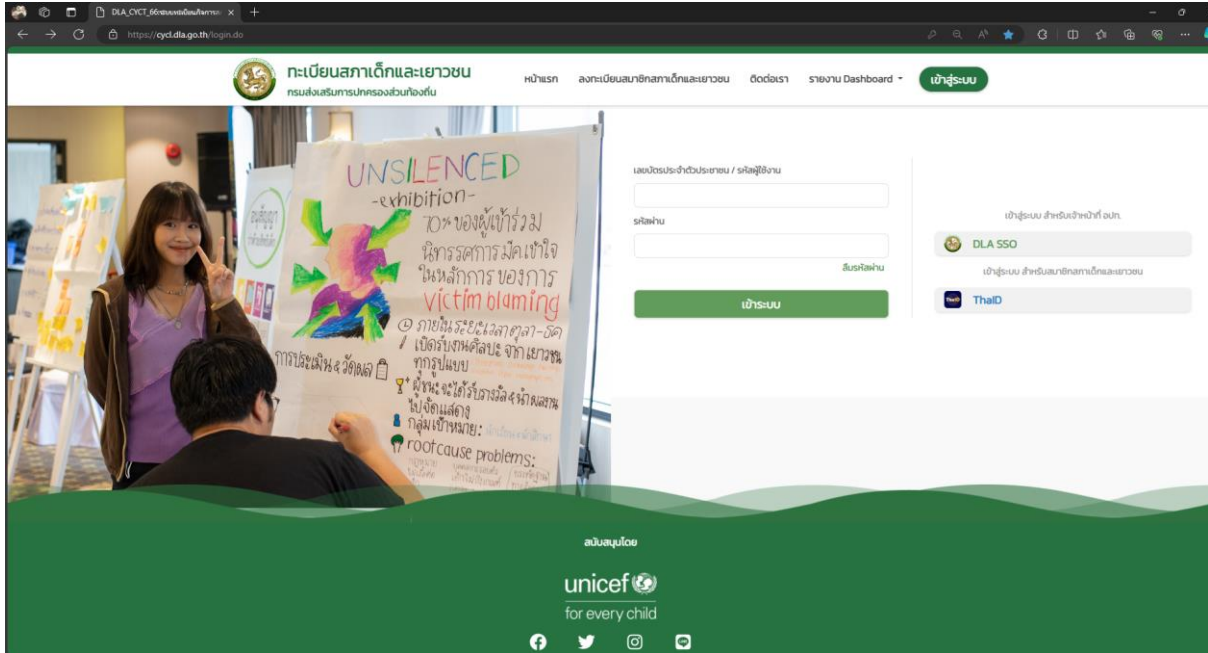 DLA_CYCT_66:ระบบทะเบียนกิจการสภ
https://cycl.dla.go.th/login.do
ทะเบียนสภาเด็กและเยาวชน
กรมส่งเสริมการปกครองส่วนท้องถิ่น
หน้าแรก ลงทะเบียนสมาชิกสภาเด็กและเยาวชน ติดต่อเรา รายงาน Dashboard เข้าสู่ระบบ
UNSILENCED
-exhibition-
70% ของผู้เข้าร่วม
นิทรรศการ มีความเข้าใจ
ในหลักการ ของการ
victim blaming
ภายในระยะเวลา ตุลา-ธค
เปิดรับงานศิลปะ จากเยาวชน
ทุกรูปแบบ
การประเมิน & วัดผล
ผู้ชนะจะได้รับรางวัล & นำผลงาน
ไปจัดแสดง
กลุ่มเป้าหมาย:
rootcause problems:
เลขบัตรประจำตัวประชาชน / รหัสผู้ใช้งาน
รหัสผ่าน
ลืมรหัสผ่าน
เข้าระบบ
เข้าสู่ระบบ สำหรับเจ้าหน้าที่ อปท.
DLA SSO
เข้าสู่ระบบ สำหรับสมาชิกสภาเด็กและเยาวชน
ThaID
สนับสนุนโดย
unicef
for every child